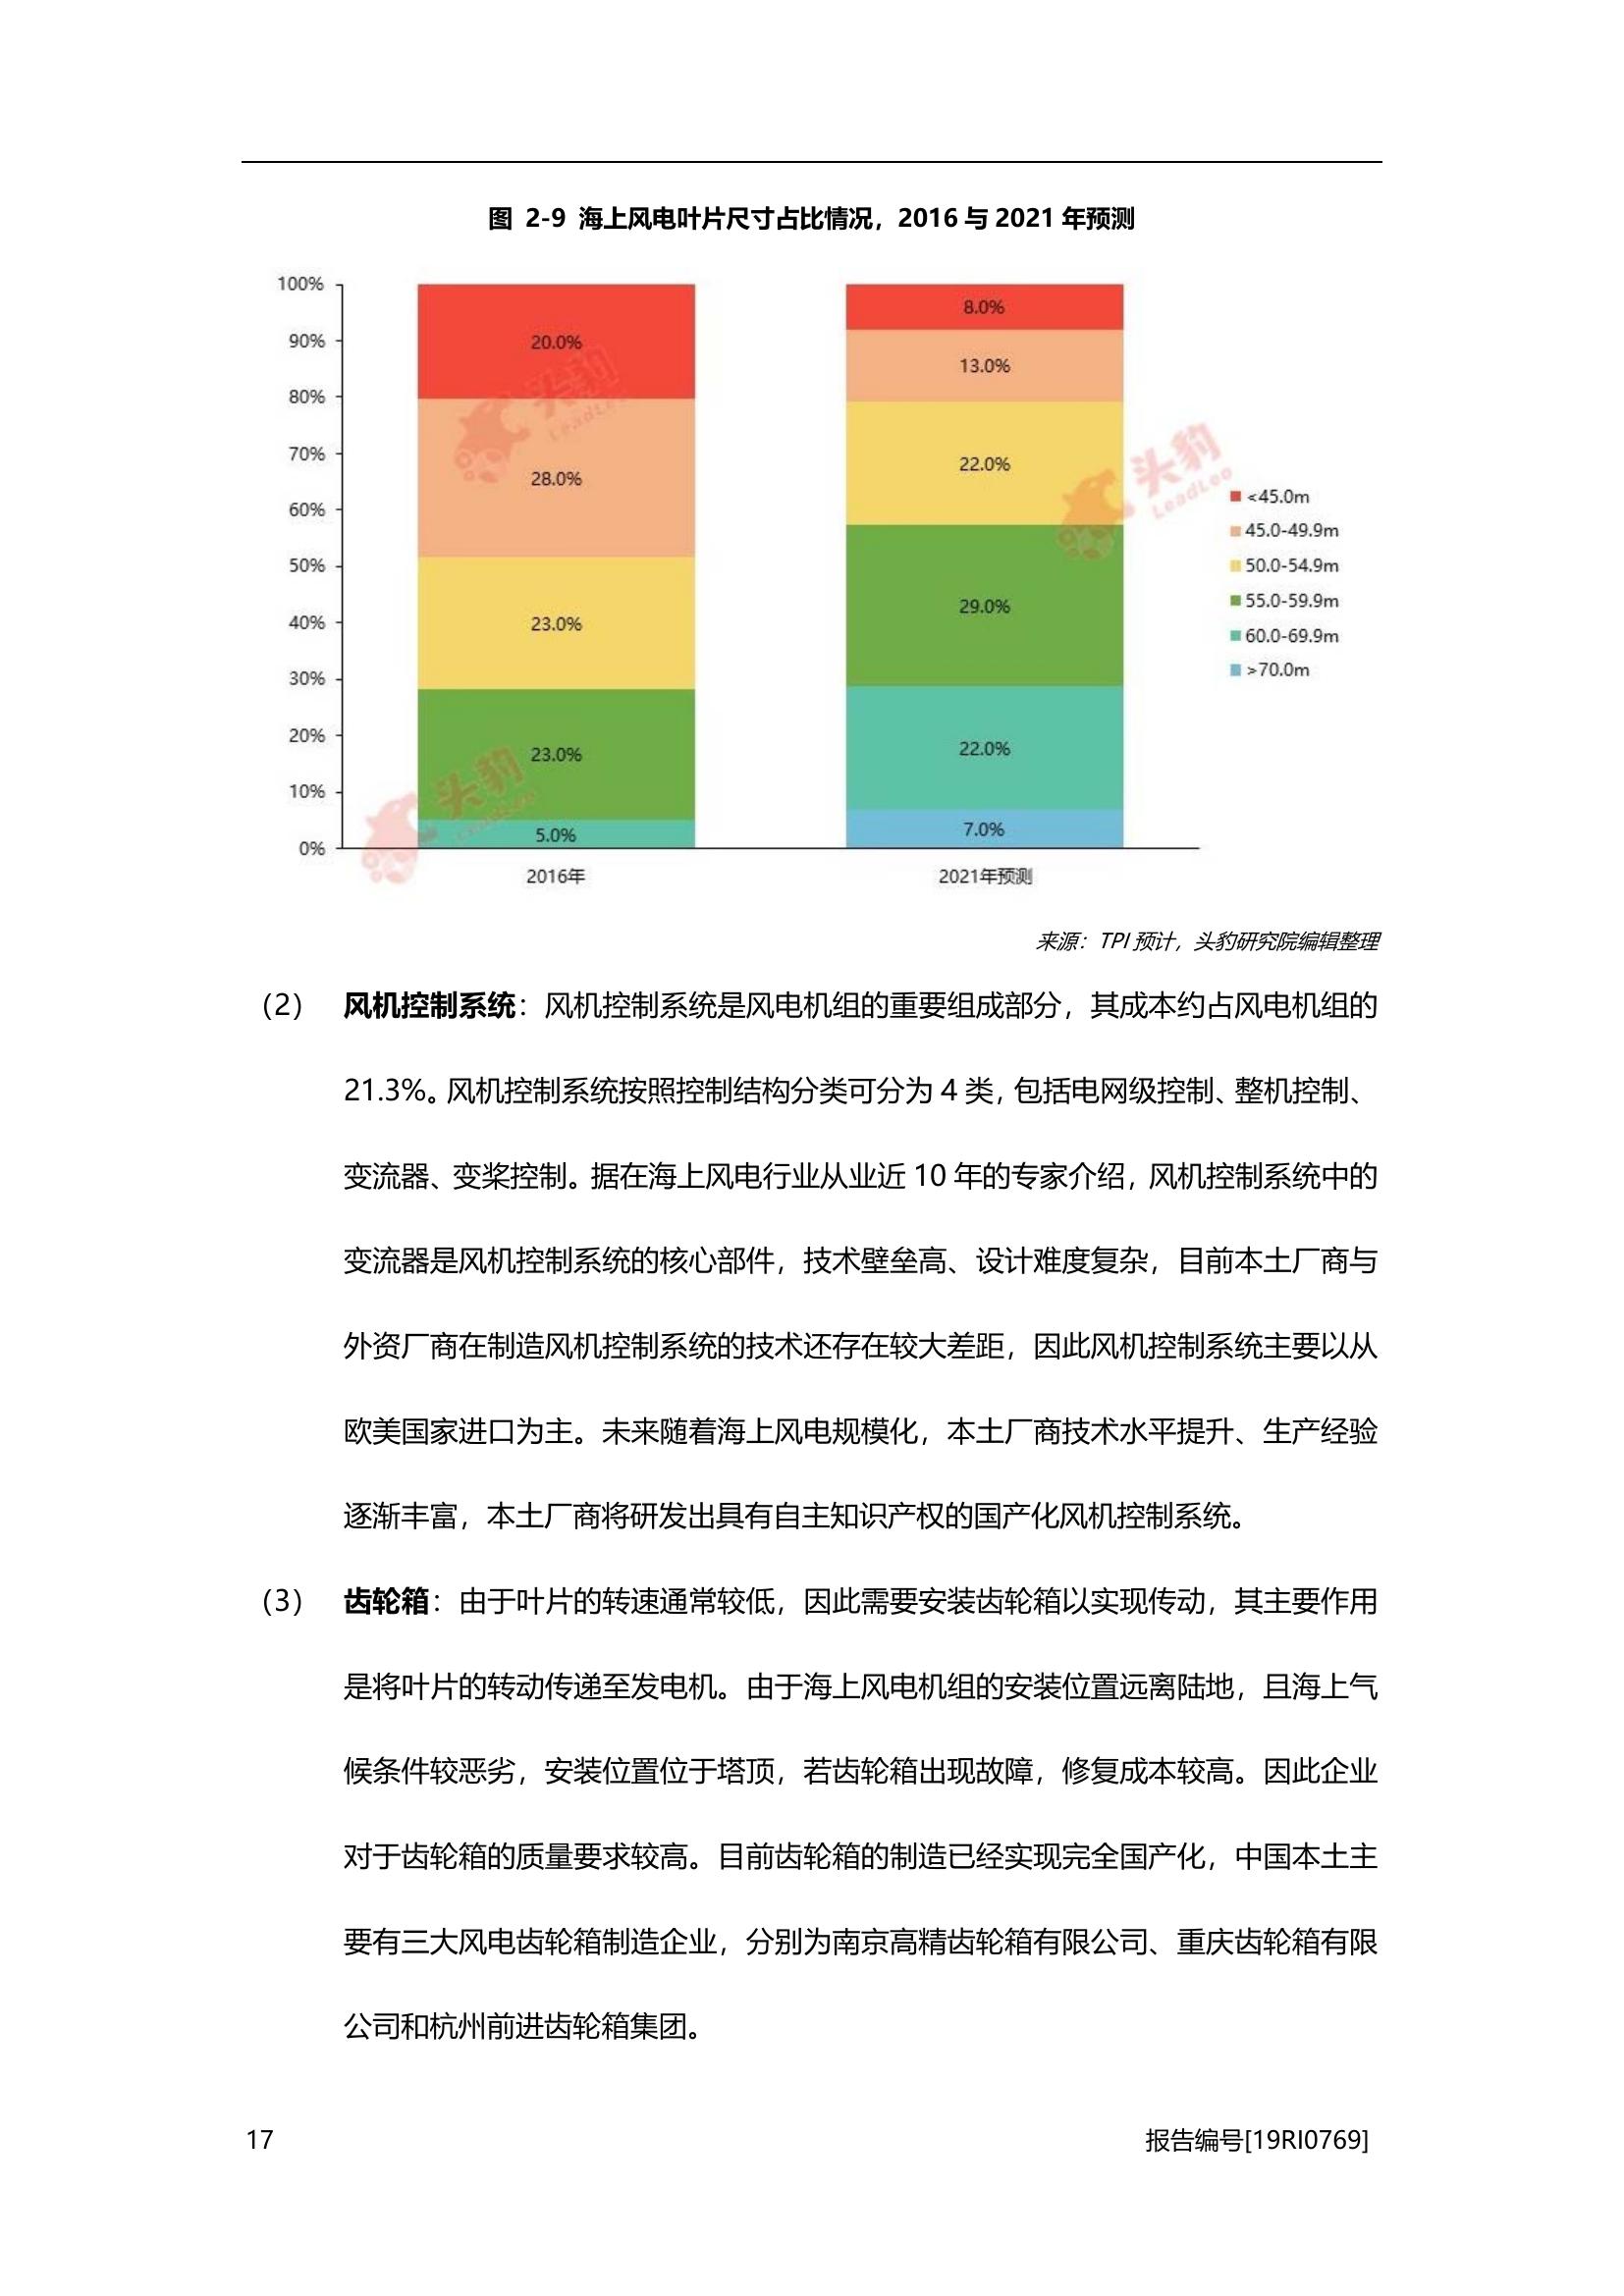 图 2-9 海上风电叶片尺寸占比情况，2016 与 2021 年预测
100%
90%
80%
70%
60%
50%
40%
30%
20%
10%
0%
20.0%
28.0%
23.0%
23.0%
5.0%
2016年
8.0%
13.0%
22.0%
29.0%
22.0%
7.0%
2021年预测
<45.0m
45.0-49.9m
50.0-54.9m
55.0-59.9m
60.0-69.9m
>70.0m
头豹
LeadLeo
头豹
LeadLeo
头豹
LeadLeo
来源：TPI 预计，头豹研究院编辑整理
（2） 风机控制系统：风机控制系统是风电机组的重要组成部分，其成本约占风电机组的
21.3%。风机控制系统按照控制结构分类可分为 4 类，包括电网级控制、整机控制、
变流器、变桨控制。据在海上风电行业从业近 10 年的专家介绍，风机控制系统中的
变流器是风机控制系统的核心部件，技术壁垒高、设计难度复杂，目前本土厂商与
外资厂商在制造风机控制系统的技术还存在较大差距，因此风机控制系统主要以从
欧美国家进口为主。未来随着海上风电规模化，本土厂商技术水平提升、生产经验
逐渐丰富，本土厂商将研发出具有自主知识产权的国产化风机控制系统。
（3） 齿轮箱：由于叶片的转速通常较低，因此需要安装齿轮箱以实现传动，其主要作用
是将叶片的转动传递至发电机。由于海上风电机组的安装位置远离陆地，且海上气
候条件较恶劣，安装位置位于塔顶，若齿轮箱出现故障，修复成本较高。因此企业
对于齿轮箱的质量要求较高。目前齿轮箱的制造已经实现完全国产化，中国本土主
要有三大风电齿轮箱制造企业，分别为南京高精齿轮箱有限公司、重庆齿轮箱有限
公司和杭州前进齿轮箱集团。
17
报告编号[19RI0769]